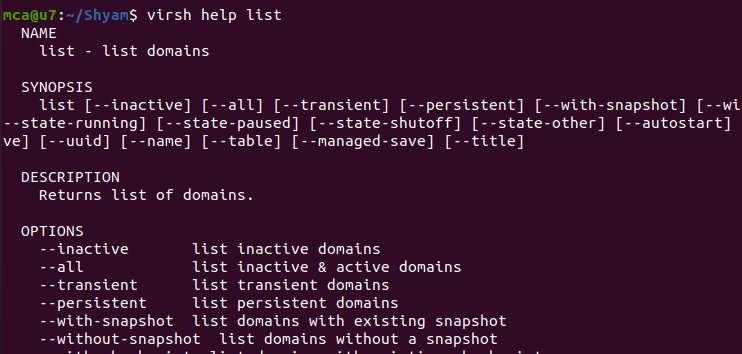 mca@u7:~/Shyam$ virsh help list
NAME
list - list domains
SYNOPSIS
list [--inactive] [--all] [--transient] [--persistent] [--with-snapshot] [--wi
--state-running] [--state-paused] [--state-shutoff] [--state-other] [--autostart]
ve] [--uuid] [--name] [--table] [--managed-save] [--title]
DESCRIPTION
Returns list of domains.
OPTIONS
--inactive list inactive domains
--all list inactive & active domains
--transient list transient domains
--persistent list persistent domains
--with-snapshot list domains with existing snapshot
--without-snapshot list domains without a snapshot